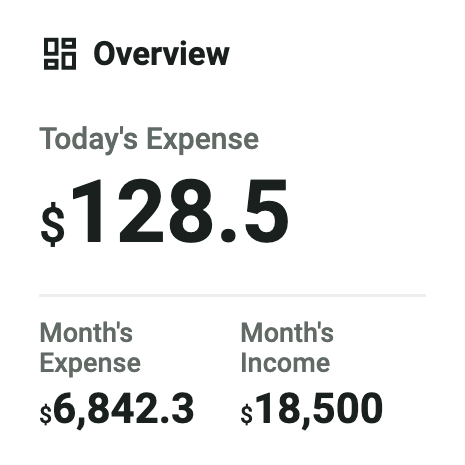 Overview
Today's Expense
$128.5
Month's
Expense
$6,842.3
Month's
Income
$18,500